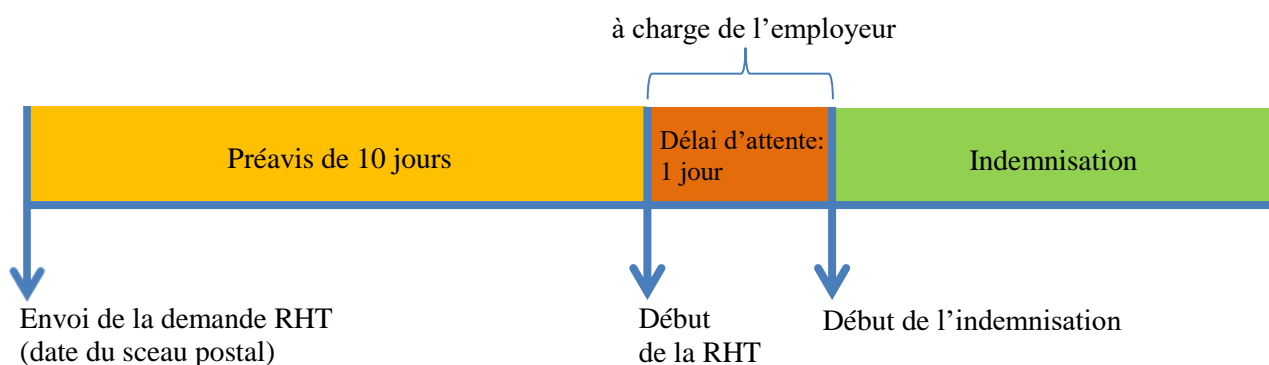 à charge de l’employeur
Préavis de 10 jours
Délai d’attente:
1 jour
Indemnisation
Envoi de la demande RHT
(date du sceau postal)
Début
de la RHT
Début de l’indemnisation